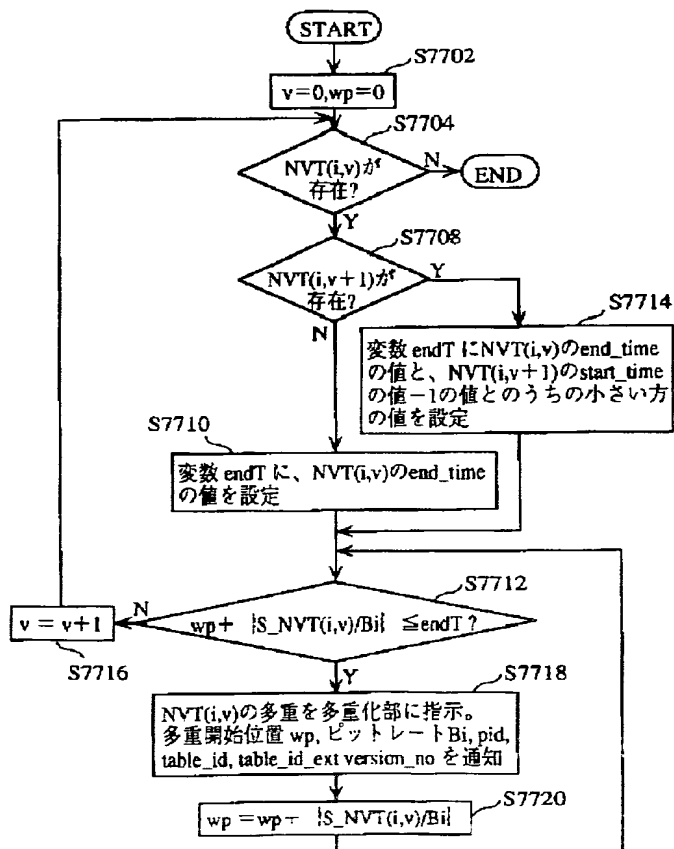 START
S7702
v=0,wp=0
S7704
NVT(i,v)が
存在?
N
END
Y
S7708
NVT(i,v+1)が
存在?
Y
N
S7714
変数 endT にNVT(i,v)のend_time
の値と、NVT(i,v+1)のstart_time
の値-1の値とのうちの小さい方
の値を設定
S7710
変数 endT に、NVT(i,v)のend_time
の値を設定
S7712
N
wp+ |S_NVT(i,v)/Bi| ≦endT?
v = v+1
S7716
Y
S7718
NVT(i,v)の多重を多重化部に指示。
多重開始位置 wp, ビットレートBi, pid,
table_id, table_id_ext version_no を通知
S7720
wp =wp- |S_NVT(i,v)/Bi|